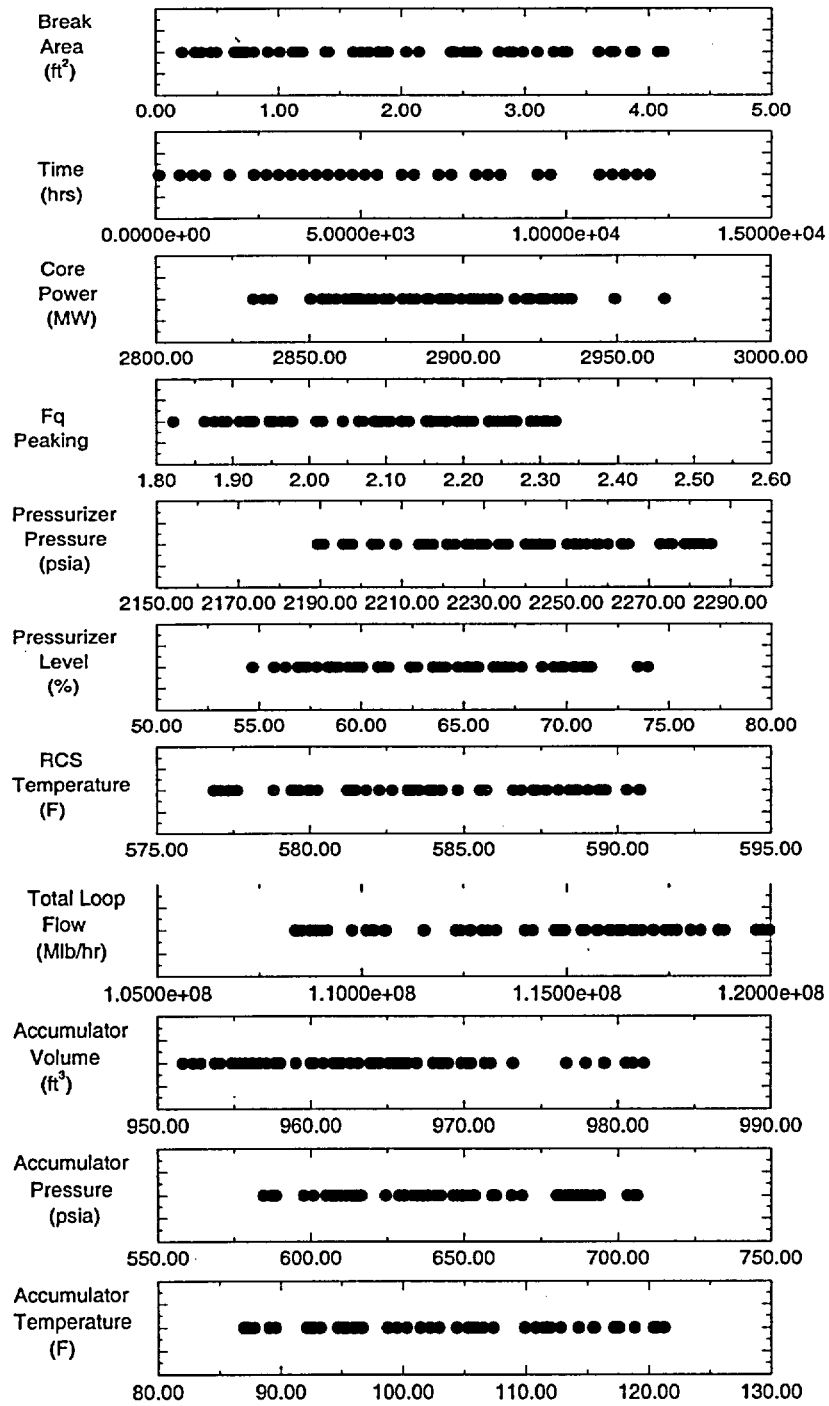 Break
Area
(ft²)
0.00 1.00 2.00 3.00 4.00 5.00
Time
(hrs)
0.0000e+00 5.0000e+03 1.0000e+04 1.5000e+04
Core
Power
(MW)
2800.00 2850.00 2900.00 2950.00 3000.00
Fq
Peaking
1.80 1.90 2.00 2.10 2.20 2.30 2.40 2.50 2.60
Pressurizer
Pressure
(psia)
2150.00 2170.00 2190.00 2210.00 2230.00 2250.00 2270.00 2290.00
Pressurizer
Level
(%)
50.00 55.00 60.00 65.00 70.00 75.00 80.00
RCS
Temperature
(F)
575.00 580.00 585.00 590.00 595.00
Total Loop
Flow
(Mlb/hr)
1.0500e+08 1.1000e+08 1.1500e+08 1.2000e+08
Accumulator
Volume
(ft³)
950.00 960.00 970.00 980.00 990.00
Accumulator
Pressure
(psia)
550.00 600.00 650.00 700.00 750.00
Accumulator
Temperature
(F)
80.00 90.00 100.00 110.00 120.00 130.00